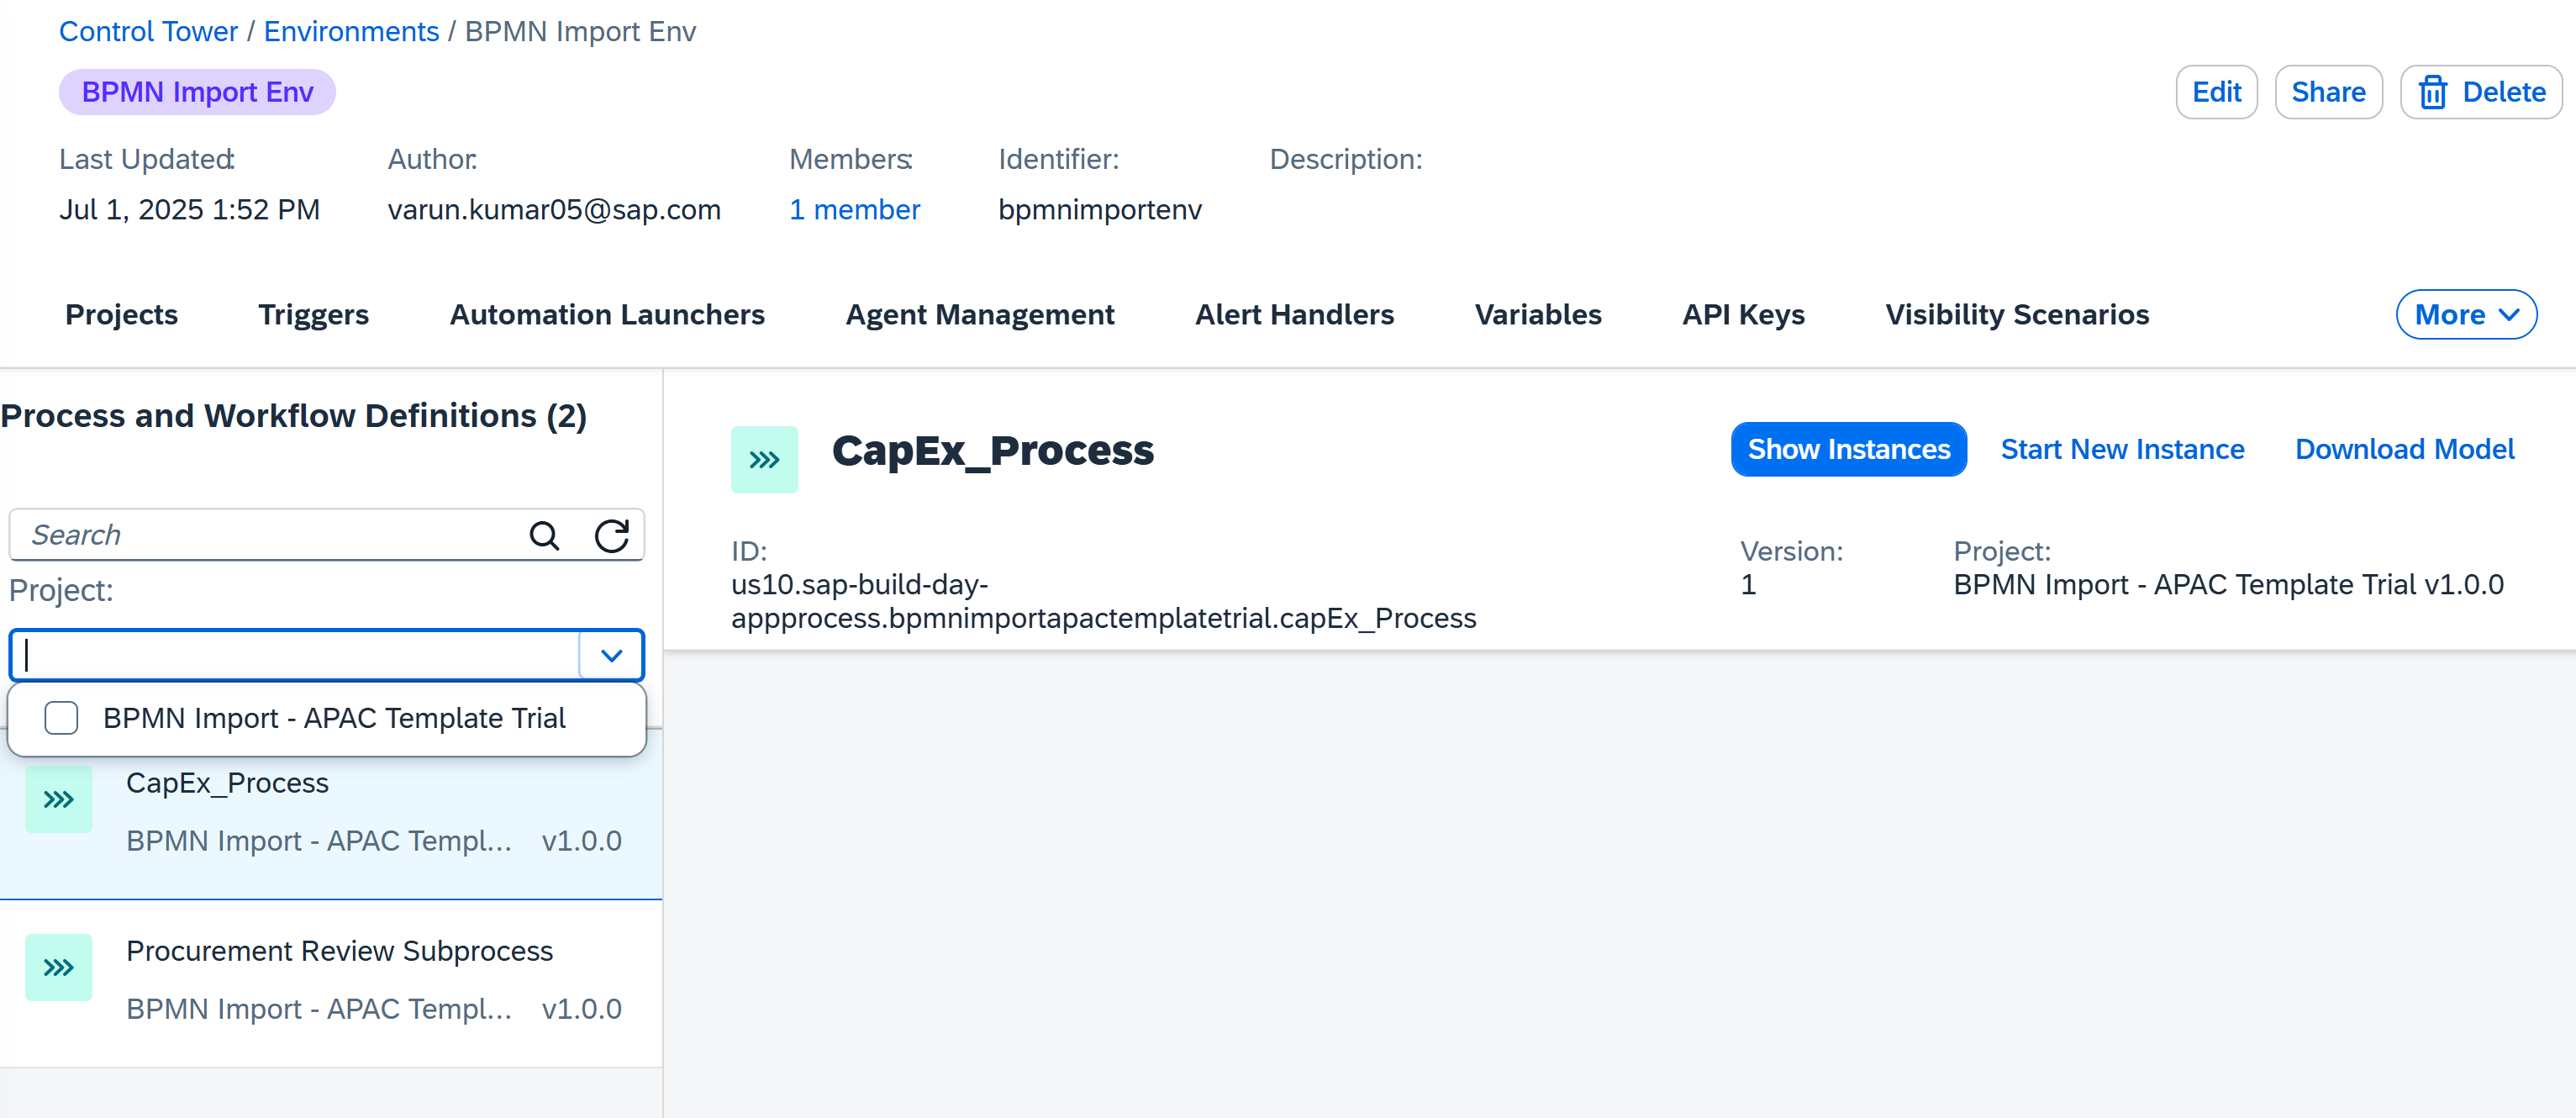 Control Tower / Environments / BPMN Import Env
BPMN Import Env
Edit
Share
Delete
Last Updated:
Author:
Members:
Identifier:
Description:
Jul 1, 2025 1:52 PM
varun.kumar05@sap.com
1 member
bpmnimportenv
Projects
Triggers
Automation Launchers
Agent Management
Alert Handlers
Variables
API Keys
Visibility Scenarios
More
Process and Workflow Definitions (2)
Search
Project:
BPMN Import - APAC Template Trial
CapEx_Process
BPMN Import - APAC Templ... v1.0.0
Procurement Review Subprocess
BPMN Import - APAC Templ... v1.0.0
CapEx_Process
Show Instances
Start New Instance
Download Model
ID:
us10.sap-build-day-
appprocess.bpmnimportapactemplatetrial.capEx_Process
Version:
1
Project:
BPMN Import - APAC Template Trial v1.0.0